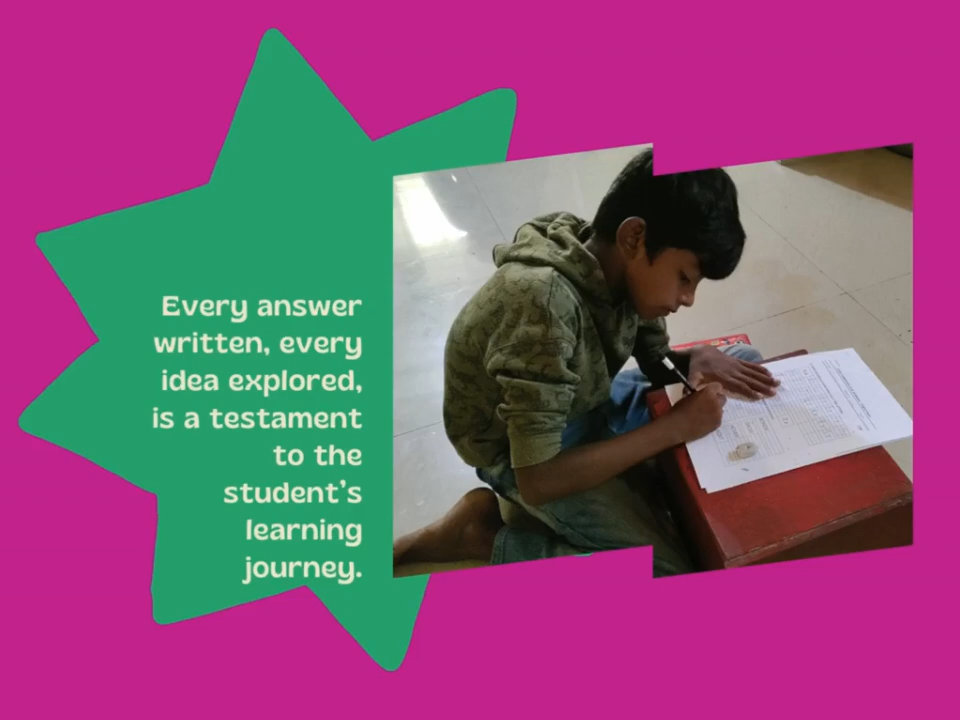 Every answer
written, every
idea explored,
is a testament
to the
student's
learning
journey.